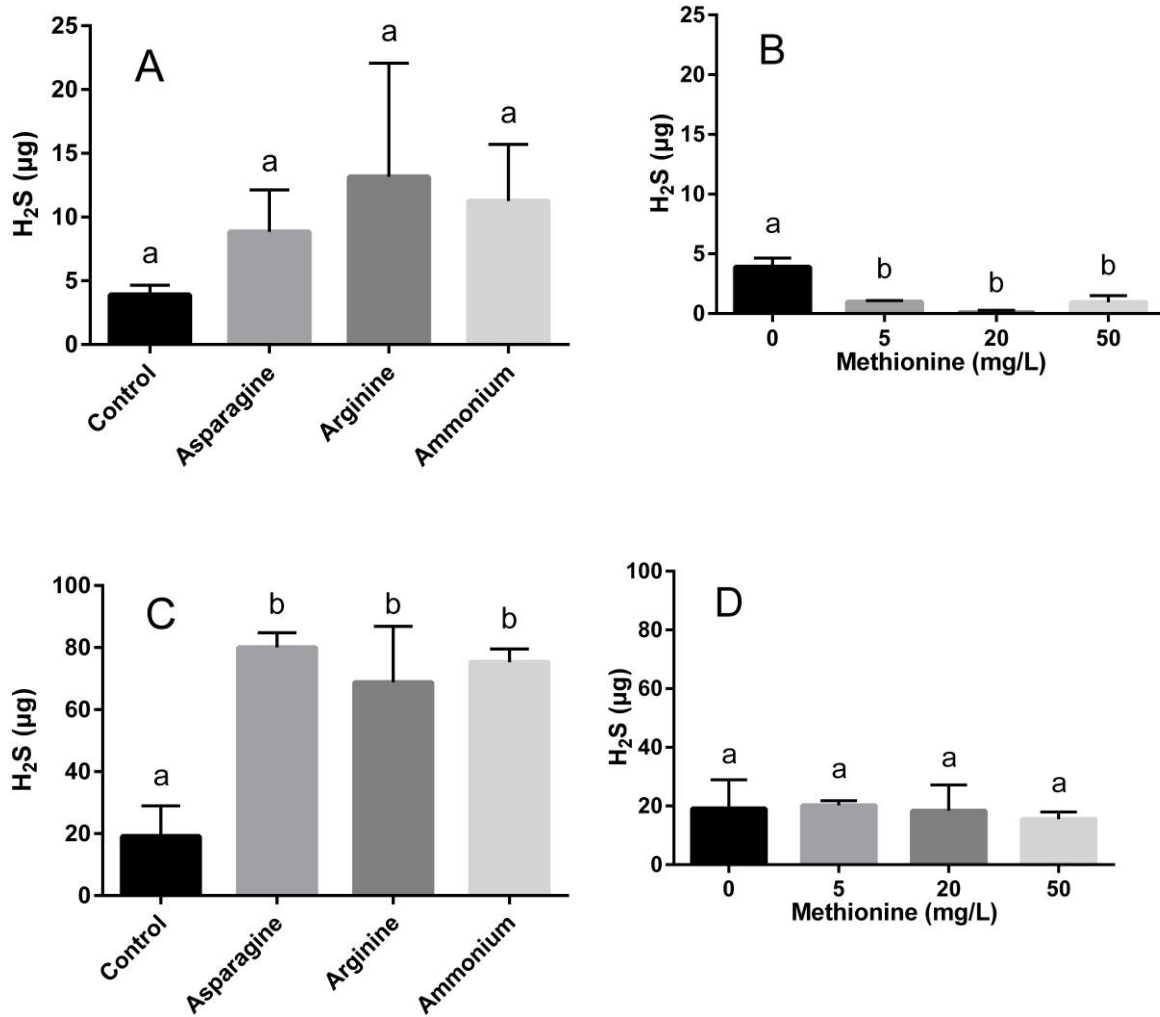 A
H₂S (µg)
25
20
15
10
5
0
a
a
a
a
Control
Asparagine
Arginine
Ammonium
B
H₂S (µg)
25
20
15
10
5
0
a
b
b
b
0 5 20 50
Methionine (mg/L)
C
H₂S (µg)
100
80
60
40
20
0
a
b
b
b
Control
Asparagine
Arginine
Ammonium
D
H₂S (µg)
100
80
60
40
20
0
a
a
a
a
0 5 20 50
Methionine (mg/L)